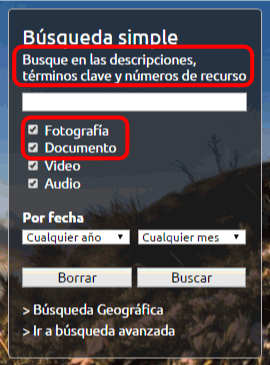 Búsqueda simple
Busque en las descripciones,
términos clave y números de recurso
Fotografía
Documento
Video
Audio
Por fecha
Cualquier año
Cualquier mes
Borrar
Buscar
> Búsqueda Geográfica
> Ir a búsqueda avanzada